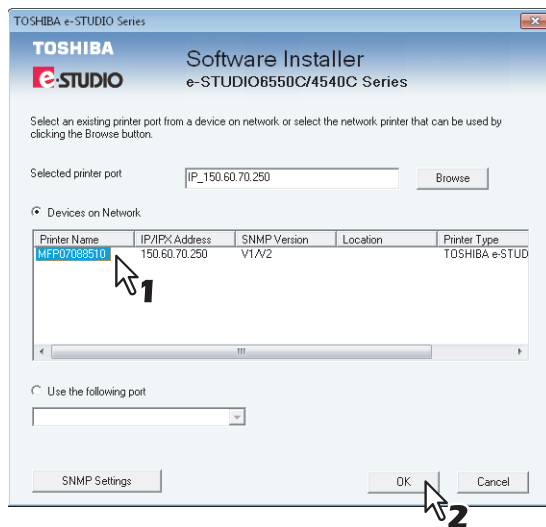 TOSHIBA e-STUDIO Series
TOSHIBA
e-STUDIO
Software Installer
e-STUDIO6550C/4540C Series
Select an existing printer port from a device on network or select the network printer that can be used by
clicking the Browse button.
Selected printer port IP_150.60.70.250 Browse
Devices on Network
Printer Name IP/IPX Address SNMP Version Location Printer Type
MFP07088510 150.60.70.250 V1/V2 TOSHIBA e-STUD
1
Use the following port
SNMP Settings OK Cancel
2